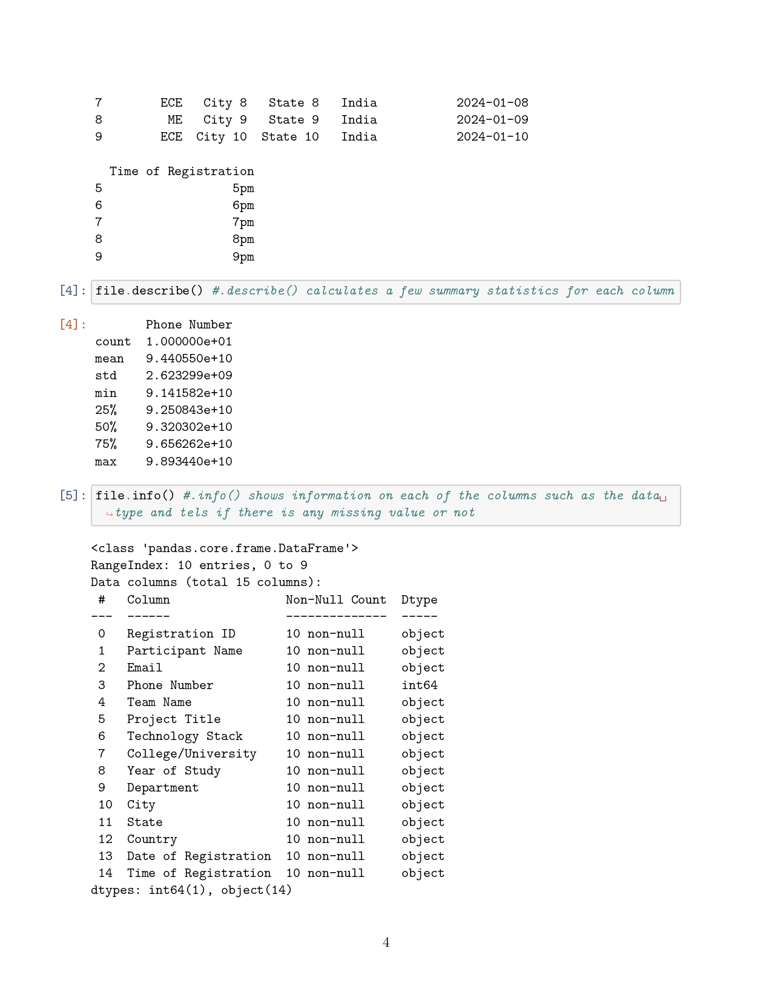 7        ECE   City 8   State 8   India           2024-01-08
8         ME   City 9   State 9   India           2024-01-09
9        ECE  City 10  State 10   India           2024-01-10
  Time of Registration
5                  5pm
6                  6pm
7                  7pm
8                  8pm
9                  9pm
[4]: file.describe() #.describe() calculates a few summary statistics for each column
[4]:        Phone Number
count  1.000000e+01
mean   9.440550e+10
std    2.623299e+09
min    9.141582e+10
25%    9.250843e+10
50%    9.320302e+10
75%    9.656262e+10
max    9.893440e+10
[5]: file.info() #.info() shows information on each of the columns such as the data␣
↪type and tels if there is any missing value or not
<class 'pandas.core.frame.DataFrame'>
RangeIndex: 10 entries, 0 to 9
Data columns (total 15 columns):
 #   Column                Non-Null Count  Dtype
---  ------                --------------  -----
 0   Registration ID       10 non-null     object
 1   Participant Name      10 non-null     object
 2   Email                 10 non-null     object
 3   Phone Number          10 non-null     int64
 4   Team Name             10 non-null     object
 5   Project Title         10 non-null     object
 6   Technology Stack      10 non-null     object
 7   College/University    10 non-null     object
 8   Year of Study         10 non-null     object
 9   Department            10 non-null     object
 10  City                  10 non-null     object
 11  State                 10 non-null     object
 12  Country               10 non-null     object
 13  Date of Registration  10 non-null     object
 14  Time of Registration  10 non-null     object
dtypes: int64(1), object(14)
4